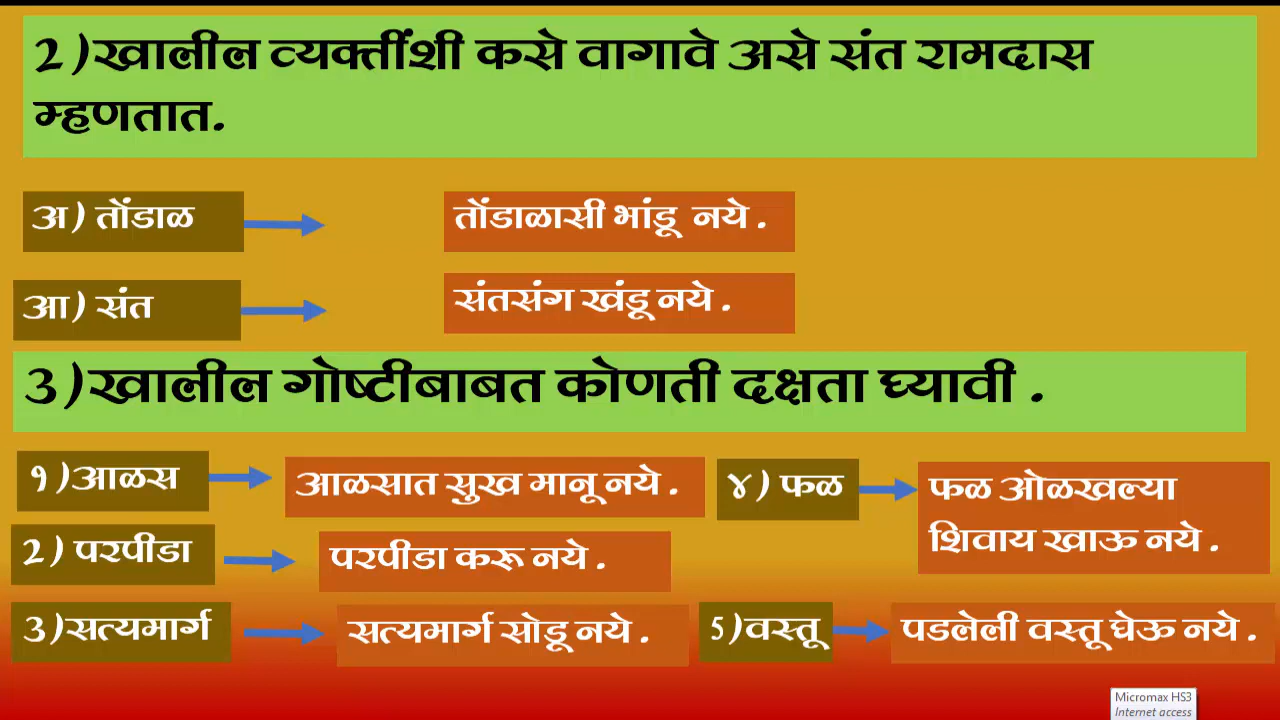 2)खालील व्यक्तींशी कसे वागावे असे संत रामदास
म्हणतात.
अ) तोंडाळ
तोंडाळासी भांडू नये .
आ) संत
संतसंग खंडू नये .
3)खालील गोष्टीबाबत कोणती दक्षता घ्यावी .
१)आळस
आळसात सुख मानू नये .
४) फळ
फळ ओळखल्या
शिवाय खाऊ नये .
2) परपीडा
परपीडा करू नये .
3)सत्यमार्ग
सत्यमार्ग सोडू नये .
5)वस्तू
पडलेली वस्तू घेऊ नये .
Micromax HS3
Internet access